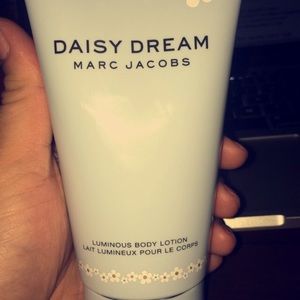 DAISY DREAM
MARC JACOBS
LUMINOUS BODY LOTION
LAIT LUMINEUX POUR LE CORPS